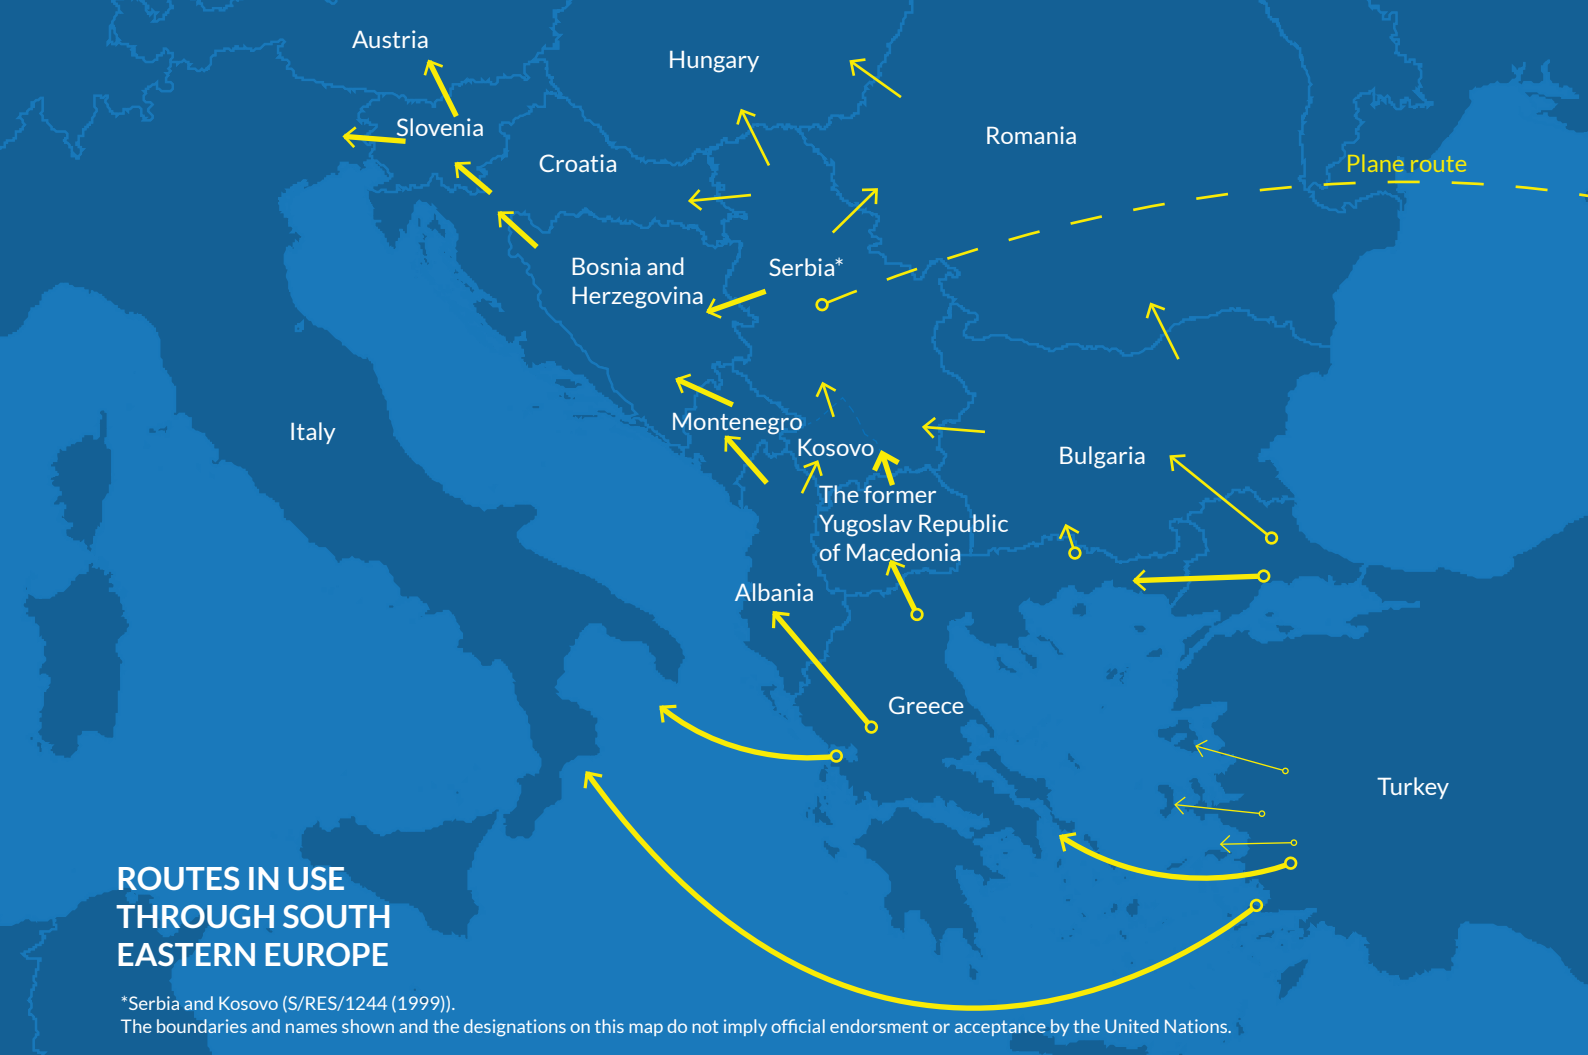 Austria
Hungary
Slovenia
Croatia
Romania
Plane route
Bosnia and
Herzegovina
Serbia*
Italy
Montenegro
Kosovo
Bulgaria
The former
Yugoslav Republic
of Macedonia
Albania
Greece
Turkey
ROUTES IN USE
THROUGH SOUTH
EASTERN EUROPE
*Serbia and Kosovo (S/RES/1244 (1999)).
The boundaries and names shown and the designations on this map do not imply official endorsment or acceptance by the United Nations.